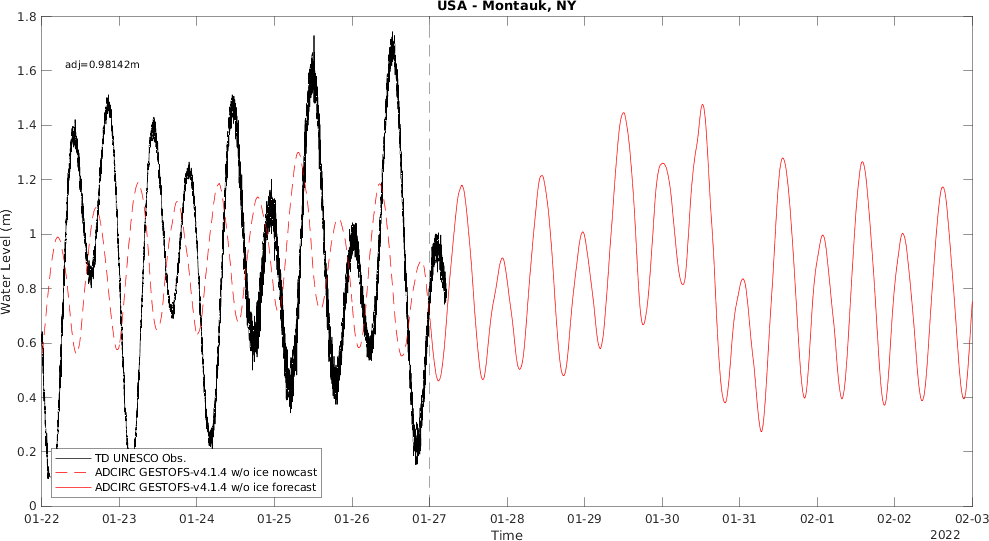 USA - Montauk, NY
1.8
1.6
1.4
1.2
1
0.8
0.6
0.4
0.2
0
Water Level (m)
adj=0.98142m
TD UNESCO Obs.
ADCIRC GESTOFS-v4.1.4 w/o ice nowcast
ADCIRC GESTOFS-v4.1.4 w/o ice forecast
01-22 01-23 01-24 01-25 01-26 01-27 01-28 01-29 01-30 01-31 02-01 02-02 02-03
Time
2022